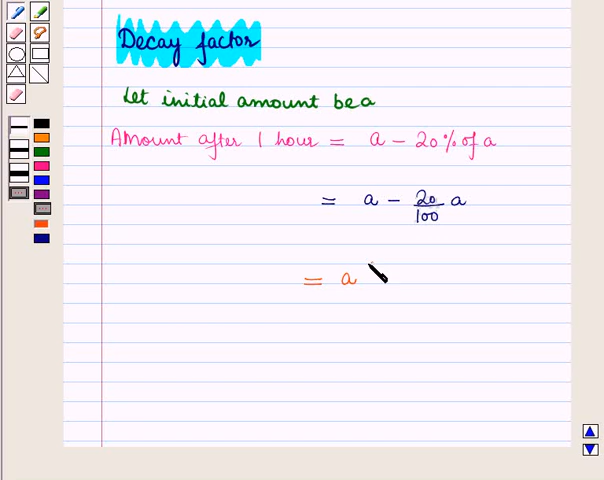 Decay factor
Let initial amount be a
Amount after 1 hour = a - 20% of a
= a - 20/100 a
= a